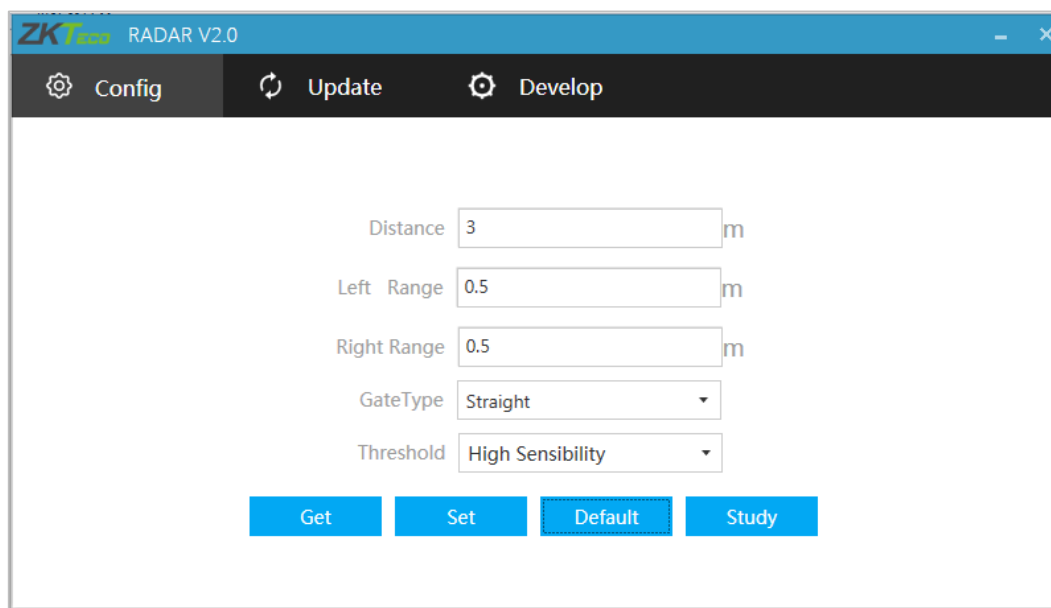 ZKTeco RADAR V2.0
Config Update Develop
Distance 3 m
Left Range 0.5 m
Right Range 0.5 m
GateType Straight
Threshold High Sensibility
Get Set Default Study